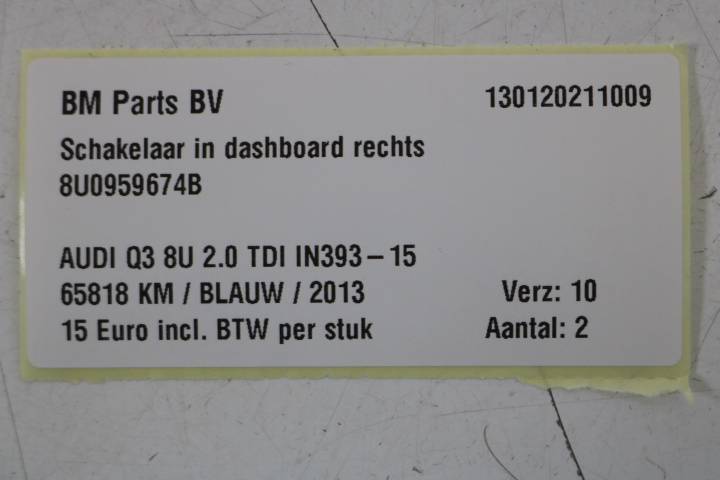 BM Parts BV 130120211009
Schakelaar in dashboard rechts
8U0959674B
AUDI Q3 8U 2.0 TDI IN393-15
65818 KM / BLAUW / 2013 Verz: 10
15 Euro incl. BTW per stuk Aantal: 2